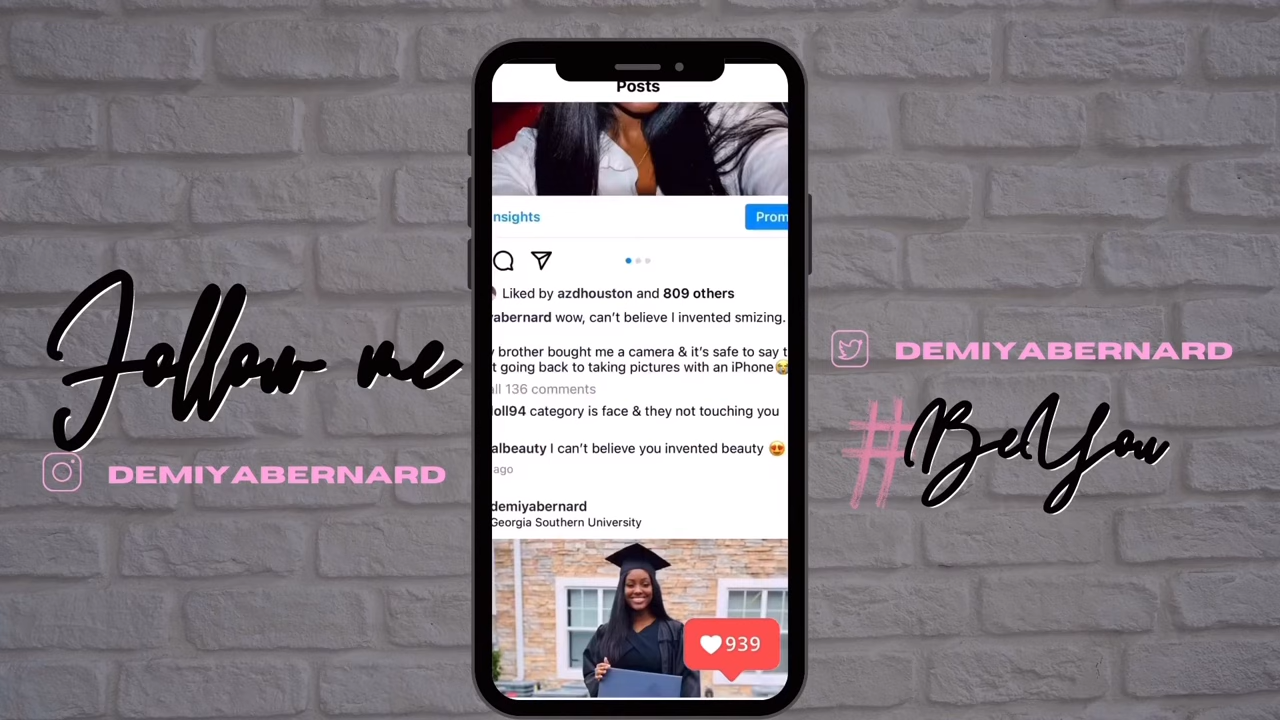 Posts
nsights
Prom
Liked by azdhouston and 809 others
abernard wow, can't believe I invented smizing.
y brother bought me a camera & it's safe to say t
t going back to taking pictures with an iPhone😭
all 136 comments
oll94 category is face & they not touching you
albeauty I can't believe you invented beauty 😍
ago
demiyabernard
Georgia Southern University
939
Follow me
DEMIYABERNARD
DEMIYABERNARD
#BeYou